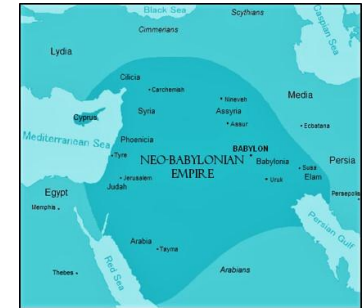 Black Sea
Scythians
Caspian Sea
Cimmerians
Lydia
Cilicia
Carchemish
Nineveh
Media
Syria
Assyria
Cyprus
Assur
Ecbatana
Mediterranean Sea
Phoenicia
BABYLON
Tyre
NEO-BABYLONIAN
EMPIRE
Babylonia
Persia
Susa
Elam
Jerusalem
Judah
Uruk
Egypt
Persepolis
Memphis
Persian Gulf
Arabia
Tayma
Arabians
Red Sea
Thebes